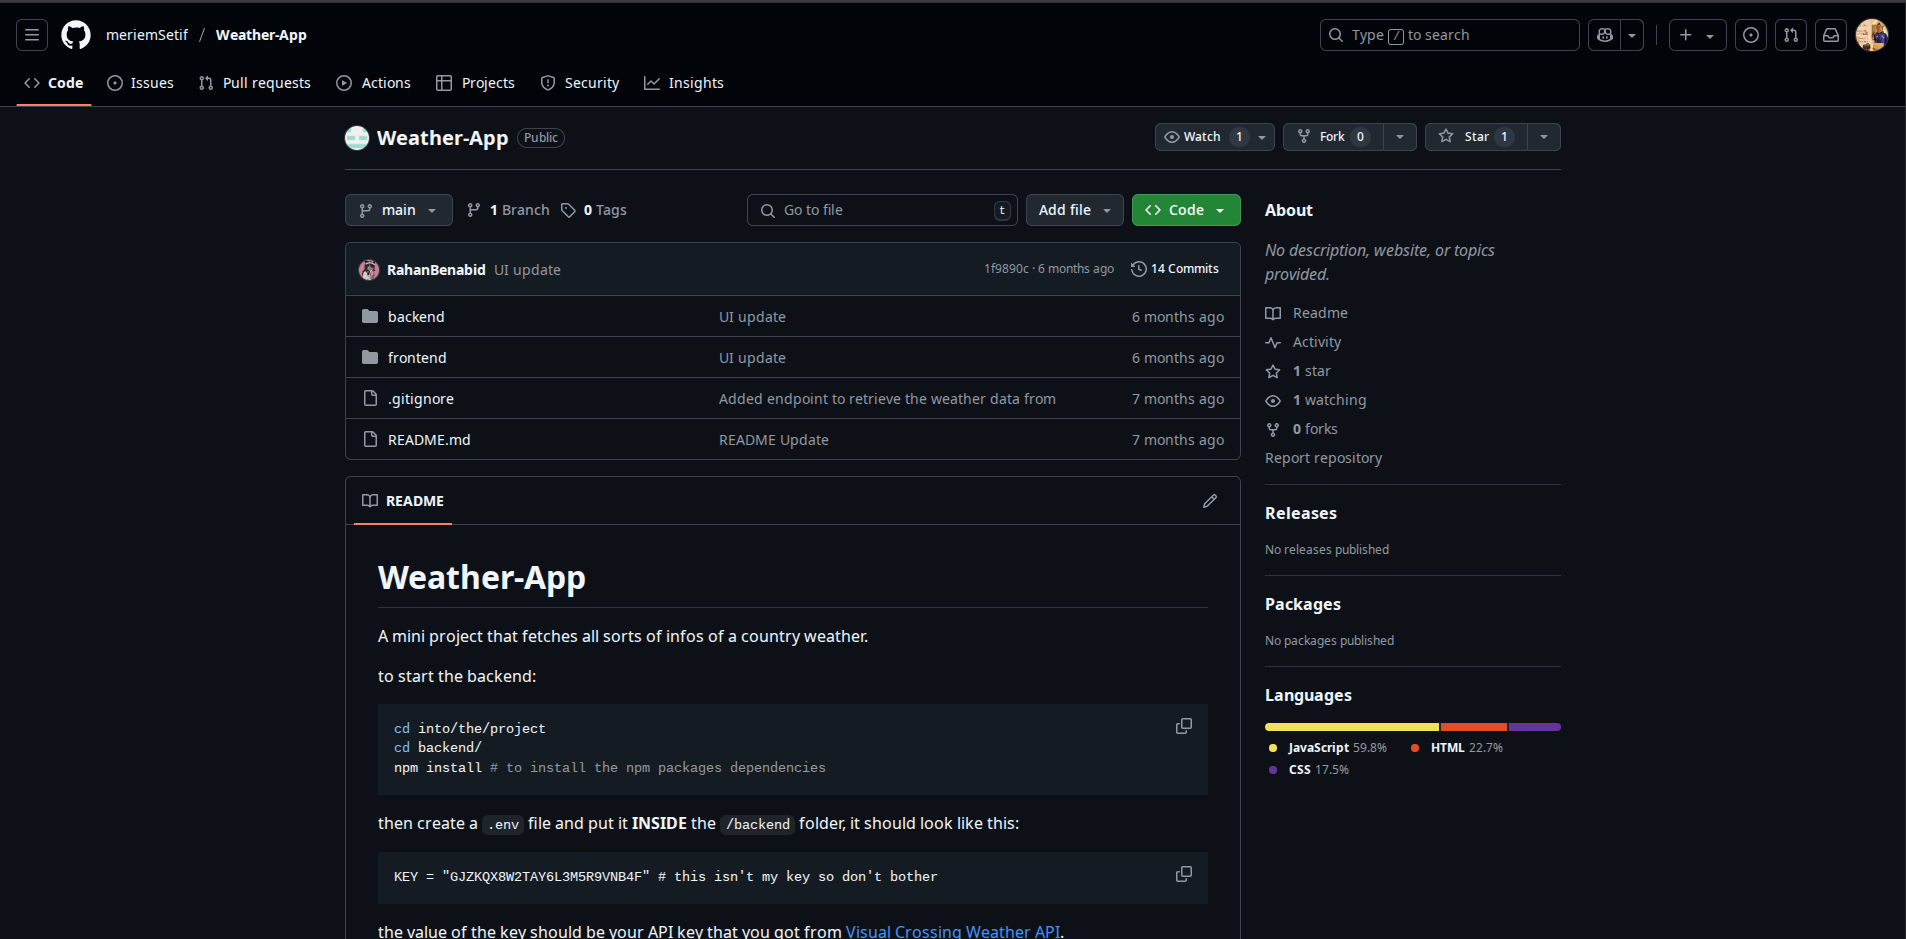 meriemSetif / Weather-App
Type / to search
Code Issues Pull requests Actions Projects Security Insights
Weather-App Public
Watch 1 Fork 0 Star 1
main 1 Branch 0 Tags Go to file t Add file Code
RahanBenabid UI update 1f9890c · 6 months ago 14 Commits
backend UI update 6 months ago
frontend UI update 6 months ago
.gitignore Added endpoint to retrieve the weather data from 7 months ago
README.md README Update 7 months ago
README
Weather-App
A mini project that fetches all sorts of infos of a country weather.
to start the backend:
cd into/the/project
cd backend/
npm install # to install the npm packages dependencies
then create a .env file and put it INSIDE the /backend folder, it should look like this:
KEY = "GJZKQX8W2TAY6L3M5R9VNB4F" # this isn't my key so don't bother
the value of the key should be your API key that you got from Visual Crossing Weather API.
About
No description, website, or topics
provided.
Readme
Activity
1 star
1 watching
0 forks
Report repository
Releases
No releases published
Packages
No packages published
Languages
JavaScript 59.8% HTML 22.7%
CSS 17.5%